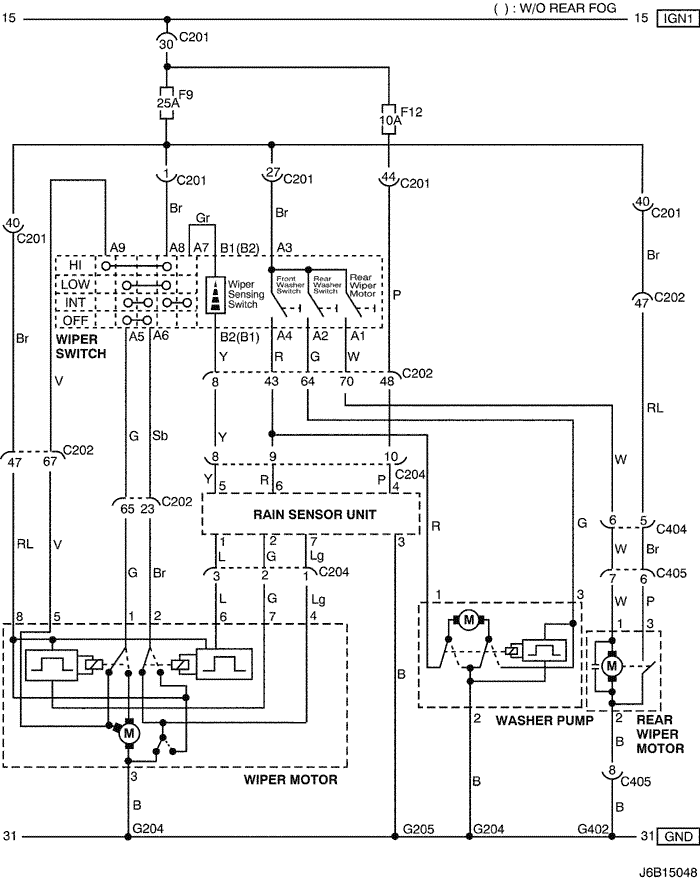 ( ) : W/O REAR FOG
15 15 IGN1
30 C201
F9
25A
F12
10A
1 C201
27 C201
44 C201
40 C201
40 C201
Br
Gr
Br
Br
A9 A8 A7 B1(B2) A3
HI
LOW
INT
OFF
Wiper
Sensing
Switch
Front
Washer
Switch
Rear
Washer
Switch
Rear
Wiper
Motor
P
47 C202
WIPER
SWITCH
A5 A6 B2(B1) A4 A2 A1
Br
V
Y R G W
8 43 64 70 48 C202
RL
G Sb
Y
W
47 67 C202
8 9 10
C204
Y R P
5 6 4
65 23 C202
RAIN SENSOR UNIT
R
G
6 5 C404
RL V
1 2 7 3
L G Lg
W Br
3 2 1 C204
7 6 C405
G Br
L G Lg
W P
8 5 1 2 6 7 4
1 3
1 3
M
M
M
B
2
WASHER PUMP
2
REAR
WIPER
MOTOR
WIPER MOTOR
3
B
B
B
8 C405
B
31 G204 G205 G204 G402 31 GND
J6B15048